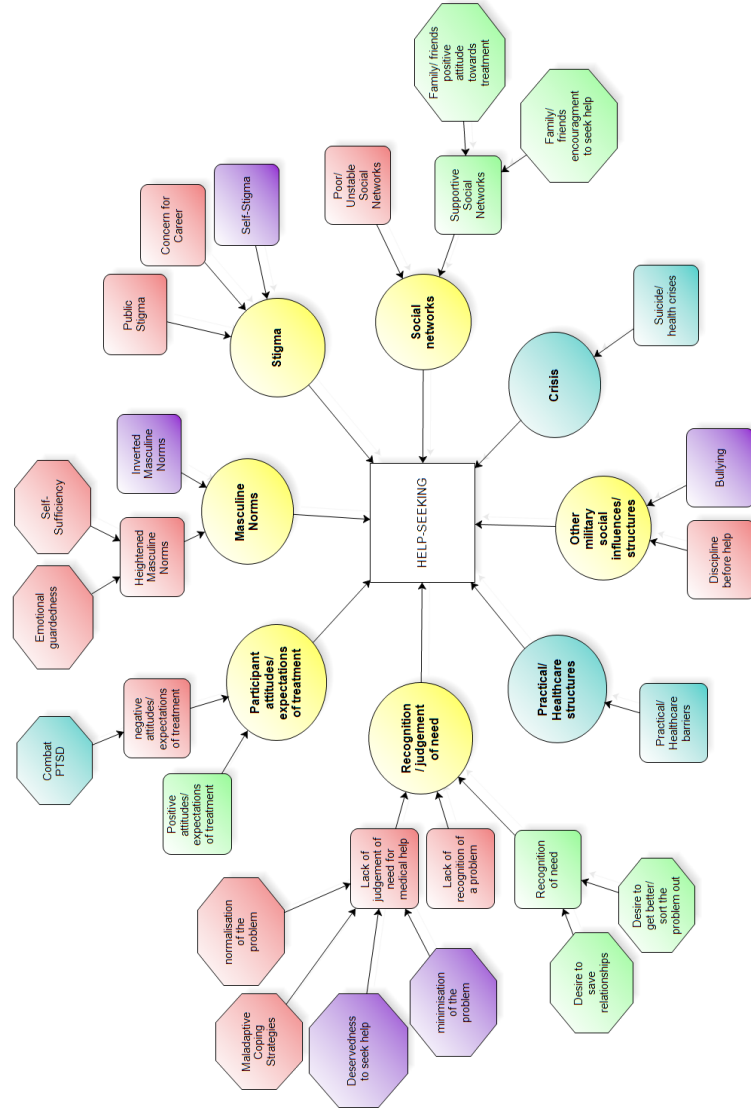 Combat
PTSD
negative
attitudes/
expectations
of treatment
Positive
attitudes/
expectations
of treatment
Participant
attitudes/
expectations
of treatment
Emotional
guardedness
Self-
Sufficiency
Heightened
Masculine
Norms
Inverted
Masculine
Norms
Masculine
Norms
Public
Stigma
Concern for
Career
Self-Stigma
Stigma
normalisation
of the
problem
Maladaptive
Coping
Strategies
Deservedness
to seek help
minimisation
of the
problem
Lack of
judgement of
need for
medical help
Lack of
recognition of
a problem
Recognition
/ judgement
of need
Recognition
of need
Desire to
save
relationships
Desire to
get better/
sort the
problem out
HELP-SEEKING
Poor/
Unstable
Social
Networks
Social
networks
Supportive
Social
Networks
Family/ friends
positive
attitude
towards
treatment
Family/
friends
encouragment
to seek help
Practical/
Healthcare
structures
Practical/
Healthcare
barriers
Other
military
social
influences/
structures
Discipline
before help
Bullying
Crisis
Suicide/
health crises